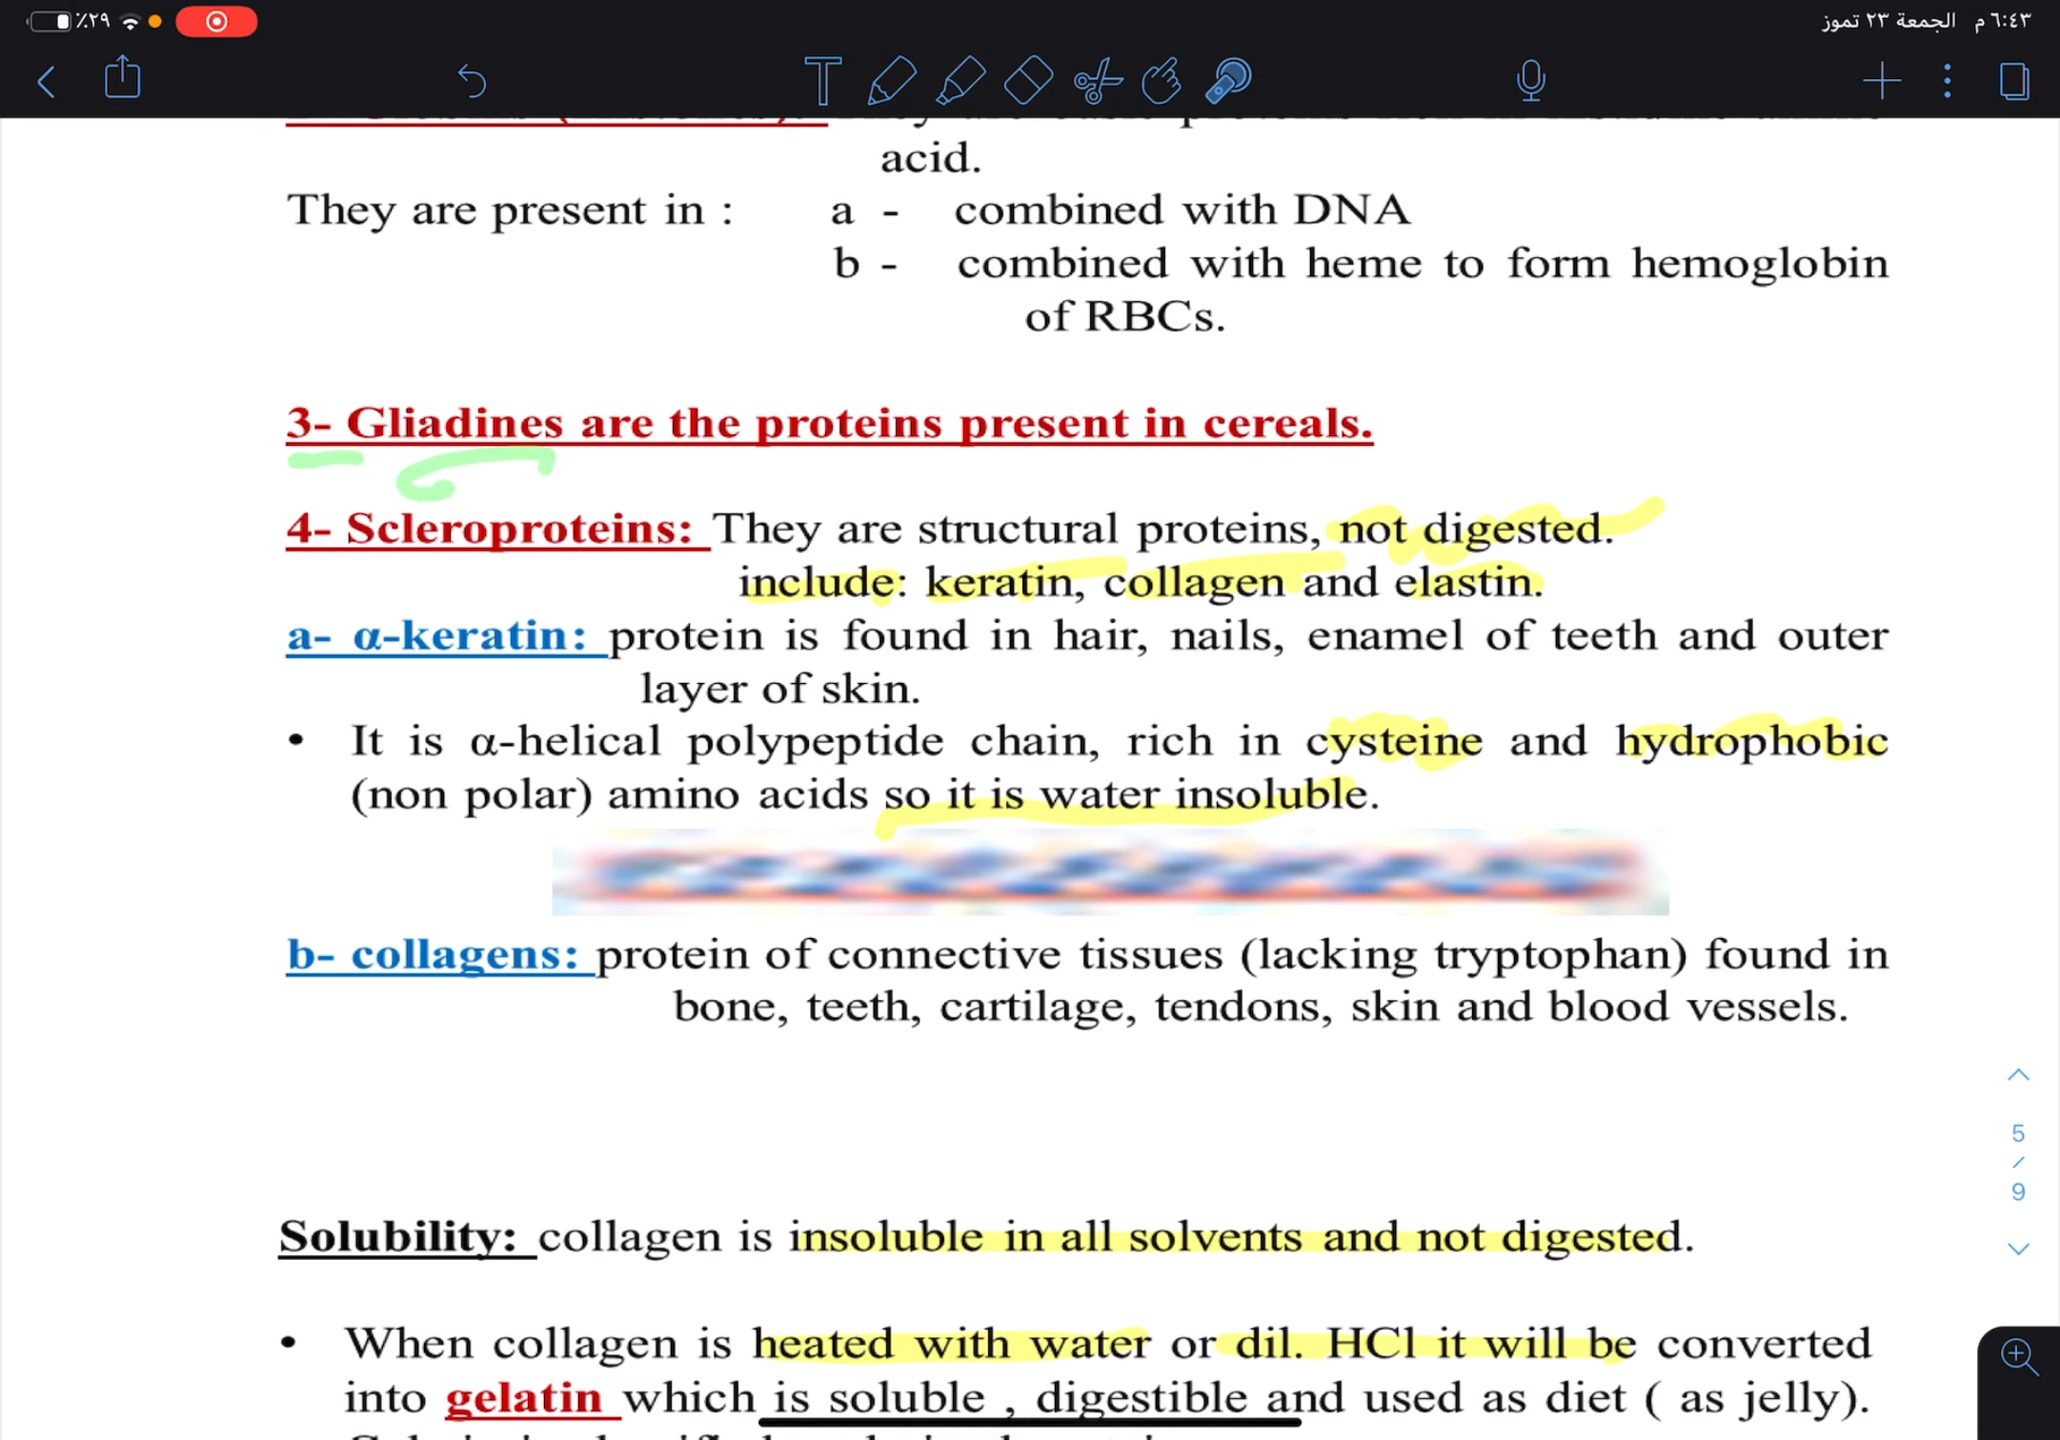 ٪٢٩
٦:٤٣ م الجمعة ٢٣ تموز
acid.
They are present in : a - combined with DNA
b - combined with heme to form hemoglobin
of RBCs.
3- Gliadines are the proteins present in cereals.
4- Scleroproteins: They are structural proteins, not digested.
include: keratin, collagen and elastin.
a- α-keratin: protein is found in hair, nails, enamel of teeth and outer
layer of skin.
• It is α-helical polypeptide chain, rich in cysteine and hydrophobic
(non polar) amino acids so it is water insoluble.
b- collagens: protein of connective tissues (lacking tryptophan) found in
bone, teeth, cartilage, tendons, skin and blood vessels.
5
/
9
Solubility: collagen is insoluble in all solvents and not digested.
• When collagen is heated with water or dil. HCl it will be converted
into gelatin which is soluble , digestible and used as diet ( as jelly).